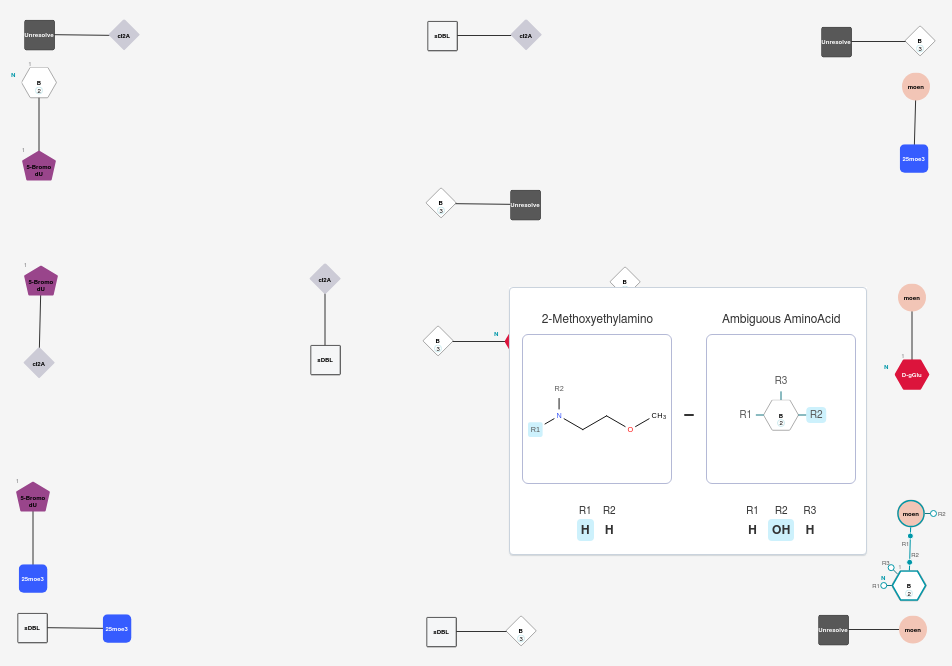 Unresolve
cl2A
sDBL
cl2A
Unresolve
B
3
1
N
B
2
moen
1
5-Bromo
dU
25moe3
B
3
Unresolve
1
5-Bromo
dU
cl2A
B
moen
cl2A
sDBL
B
3
N
1
N
D-gGlu
2-Methoxyethylamino
Ambiguous AminoAcid
R2
N
R1
O
CH3
R3
R1
B
2
R2
R1 R2
H H
R1 R2 R3
H OH H
1
5-Bromo
dU
25moe3
moen
R2
R1
R2
R3
1
N
R1
B
2
sDBL
25moe3
sDBL
B
3
Unresolve
moen